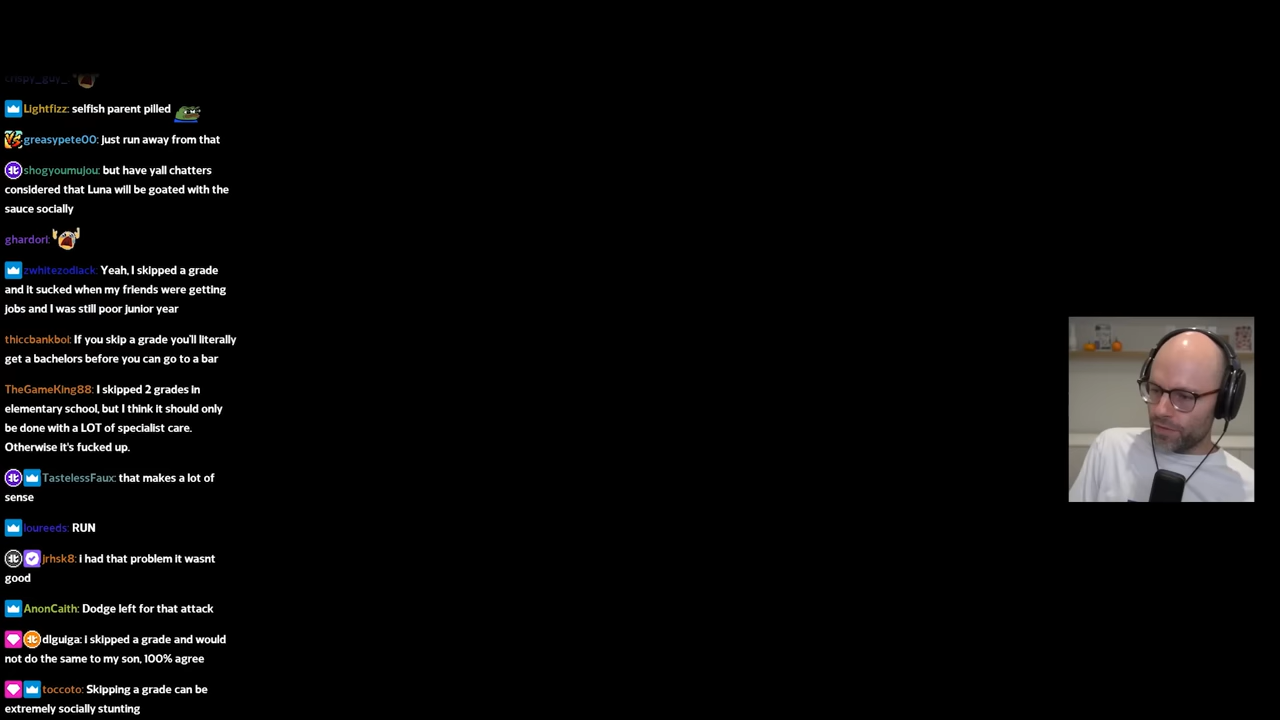 crispy_guy_
Lightfizz: selfish parent pilled
greasypete00: just run away from that
shogyoumujou: but have yall chatters
considered that Luna will be goated with the
sauce socially
ghardori:
zwhitezodiack: Yeah, I skipped a grade
and it sucked when my friends were getting
jobs and I was still poor junior year
thiccbankboi: If you skip a grade you'll literally
get a bachelors before you can go to a bar
TheGameKing88: I skipped 2 grades in
elementary school, but I think it should only
be done with a LOT of specialist care.
Otherwise it's fucked up.
TastelessFaux: that makes a lot of
sense
loureeds: RUN
jrhsk8: i had that problem it wasnt
good
AnonCaith: Dodge left for that attack
dlguiga: i skipped a grade and would
not do the same to my son, 100% agree
toccoto: Skipping a grade can be
extremely socially stunting